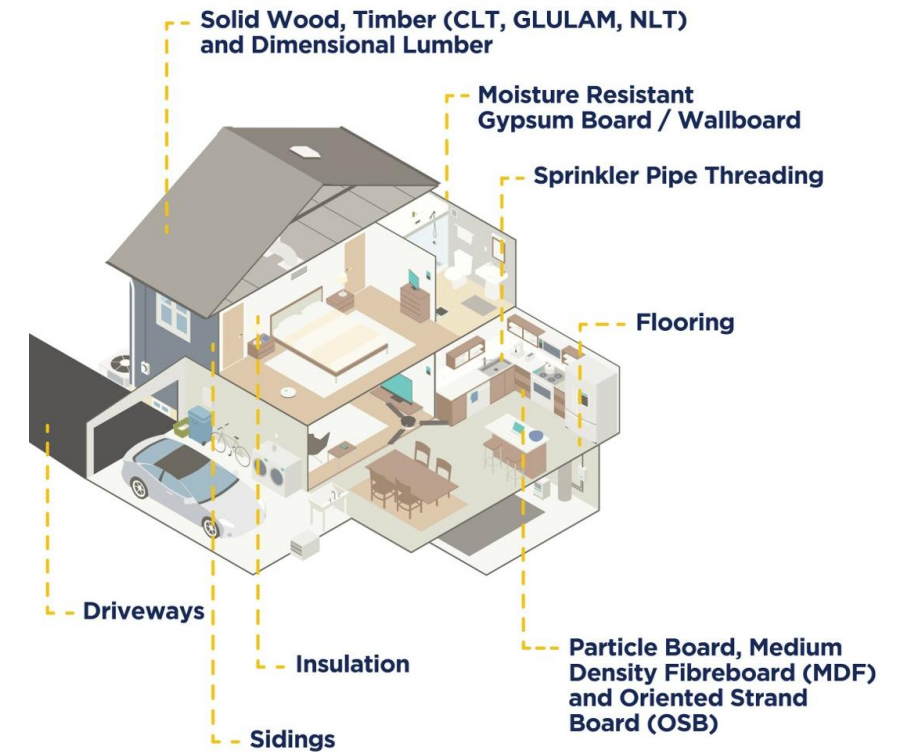 Solid Wood, Timber (CLT, GLULAM, NLT)
and Dimensional Lumber
Moisture Resistant
Gypsum Board / Wallboard
Sprinkler Pipe Threading
Flooring
Driveways
Insulation
Sidings
Particle Board, Medium
Density Fibreboard (MDF)
and Oriented Strand
Board (OSB)